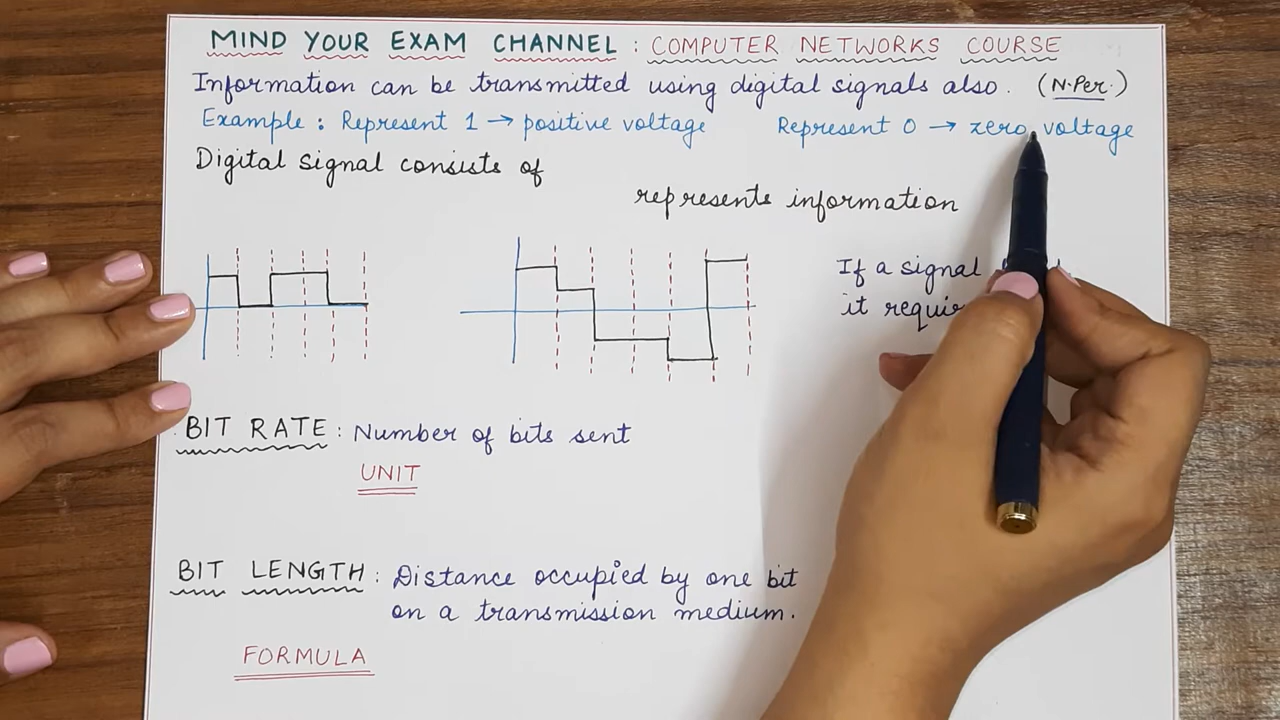 MIND YOUR EXAM CHANNEL : COMPUTER NETWORKS COURSE
Information can be transmitted using digital signals also. (N.Per.)
Example : Represent 1 → positive voltage Represent 0 → zero voltage
Digital signal consists of
represents information
If a signal
it requir
BIT RATE : Number of bits sent
UNIT
BIT LENGTH : Distance occupied by one bit
on a transmission medium.
FORMULA